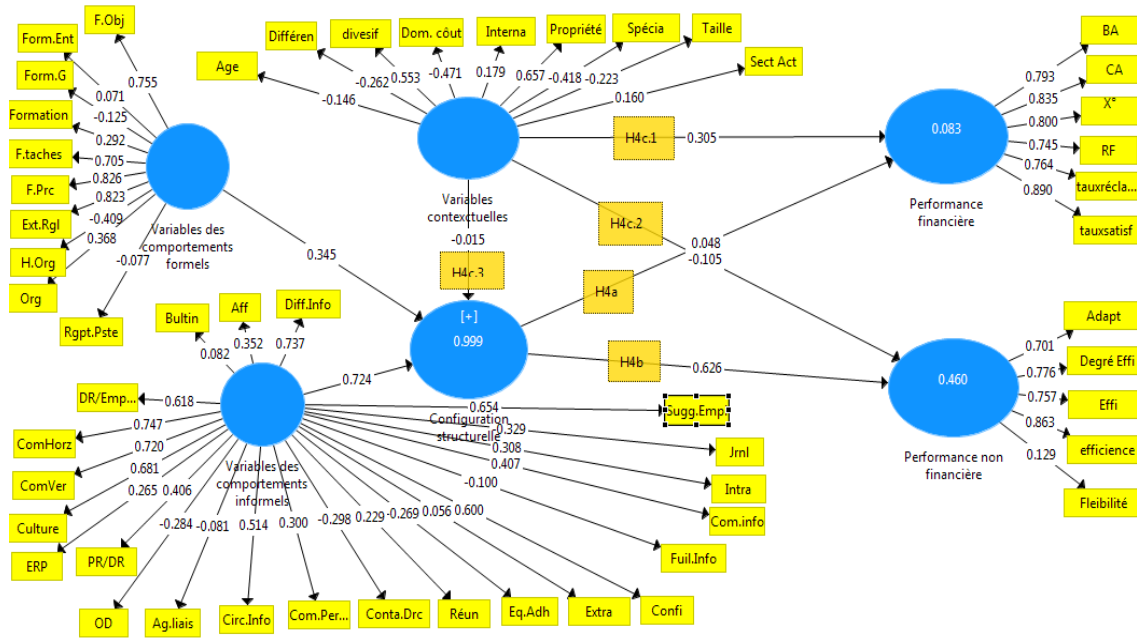 F.Obj
Form.Ent
Form.G
Formation
F.taches
F.Prc
Ext.Rgl
H.Org
Org
Rgpt.Pste
0.755
0.071
-0.125
0.292
0.705
0.826
0.823
-0.409
0.368
-0.077
Variables des
comportements
formels
Age
Différen
divesif
Dom. côut
Interna
Propriété
Spécia
Taille
Sect Act
-0.146
-0.262
0.553
-0.471
0.179
0.657
-0.418
-0.223
0.160
Variables
contexctuelles
H4c.1
0.305
H4c.2
-0.105
-0.015
H4c.3
0.345
H4a
0.048
H4b
0.626
0.724
[+]
0.999
Configuration
structurelle
0.083
Performance
financière
0.793
0.835
0.800
0.745
0.764
0.890
BA
CA
X°
RF
tauxrécla...
tauxsatisf
0.460
Performance non
financière
0.701
0.776
0.757
0.863
0.129
Adapt
Degré Effi
Effi
efficience
Fleibilité
Bultin
Aff
Diff.Info
0.082
0.352
0.737
DR/Emp...
ComHorz
ComVer
Culture
ERP
PR/DR
OD
Ag.liais
Circ.Info
Com.Per...
Conta.Drc
Réun
Eq.Adh
Extra
Confi
Fuil.Info
Com.info
Intra
Jrnl
Sugg.Emp.
0.618
0.747
0.720
0.681
0.265
0.406
-0.284
-0.081
0.514
0.300
-0.298
0.229
-0.269
0.056
0.600
-0.100
0.407
0.308
0.329
0.654
Variables des
comportements
informels